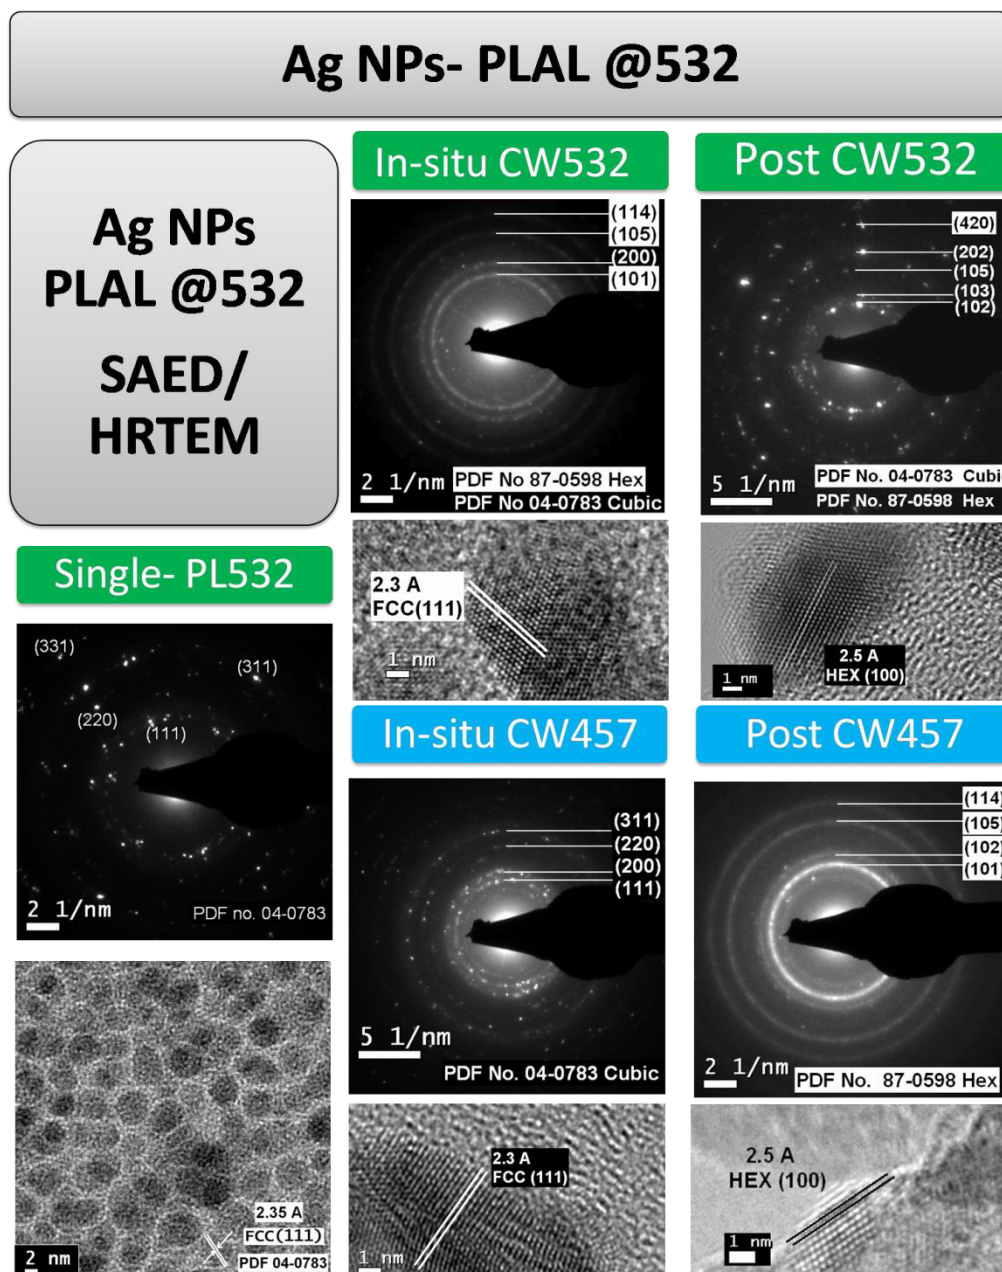 Ag NPs- PLAL @532
Ag NPs
PLAL @532
SAED/
HRTEM
In-situ CW532
(114)
(105)
(200)
(101)
2 1/nm
PDF No 87-0598 Hex
PDF No 04-0783 Cubic
2.3 A
FCC(111)
1 nm
Post CW532
(420)
(202)
(105)
(103)
(102)
5 1/nm
PDF No. 04-0783 Cubic
PDF No. 87-0598 Hex
2.5 A
HEX (100)
1 nm
Single- PL532
(331)
(311)
(220)
(111)
2 1/nm
PDF no. 04-0783
2.35 A
FCC(111)
PDF 04-0783
2 nm
In-situ CW457
(311)
(220)
(200)
(111)
5 1/nm
PDF No. 04-0783 Cubic
2.3 A
FCC (111)
1 nm
Post CW457
(114)
(105)
(102)
(101)
2 1/nm
PDF No. 87-0598 Hex
2.5 A
HEX (100)
1 nm